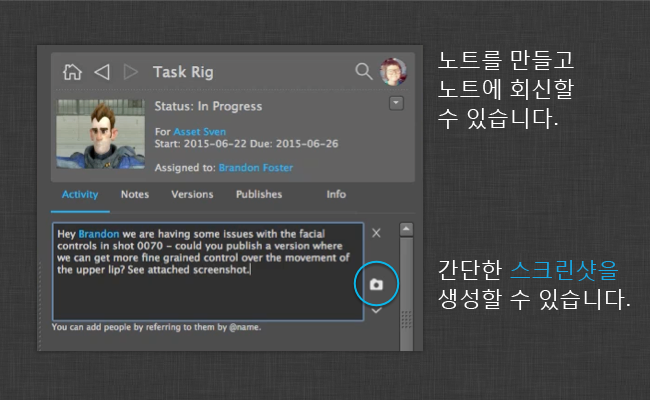 Task Rig
Status: In Progress
For Asset Sven
Start: 2015-06-22 Due: 2015-06-26
Assigned to: Brandon Foster
Activity Notes Versions Publishes Info
Hey Brandon we are having some issues with the facial
controls in shot 0070 - could you publish a version where
we can get more fine grained control over the movement of
the upper lip? See attached screenshot.
You can add people by referring to them by @name.
노트를 만들고
노트에 회신할
수 있습니다.
간단한 스크린샷을
생성할 수 있습니다.